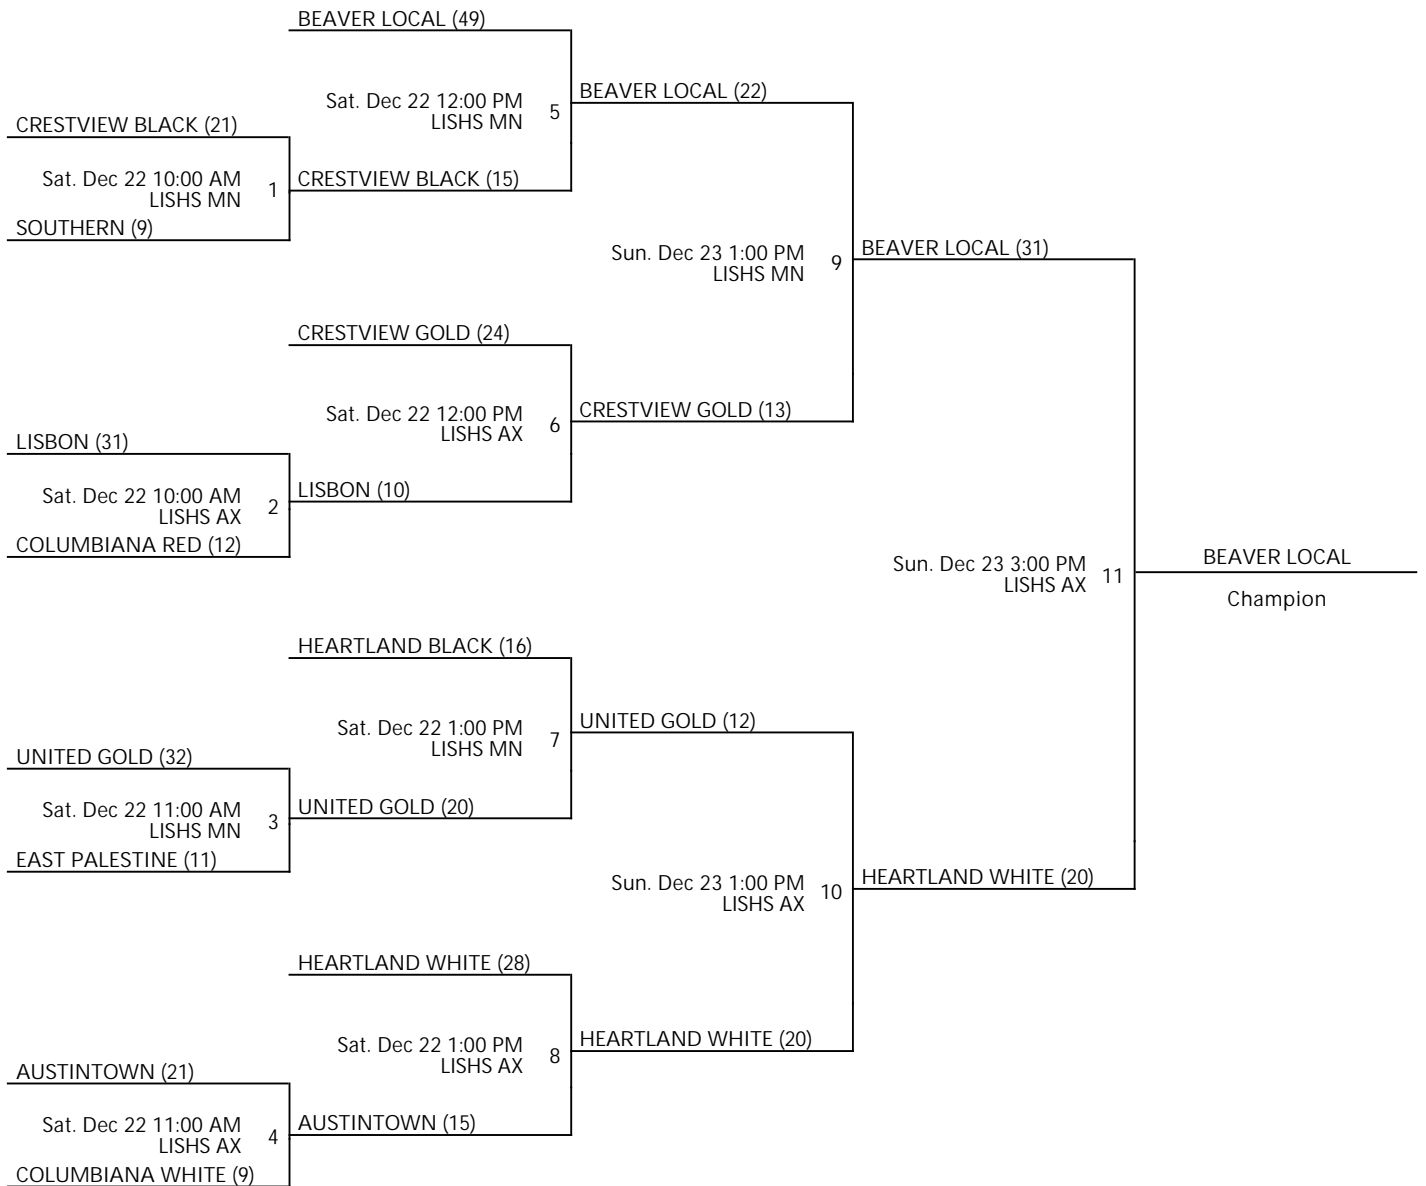 BEAVER LOCAL (49)
Sat. Dec 22 12:00 PM
LISHS MN
5
BEAVER LOCAL (22)
CRESTVIEW BLACK (21)
Sat. Dec 22 10:00 AM
LISHS MN
1
CRESTVIEW BLACK (15)
SOUTHERN (9)
Sun. Dec 23 1:00 PM
LISHS MN
9
BEAVER LOCAL (31)
CRESTVIEW GOLD (24)
Sat. Dec 22 12:00 PM
LISHS AX
6
CRESTVIEW GOLD (13)
LISBON (31)
Sat. Dec 22 10:00 AM
LISHS AX
2
LISBON (10)
COLUMBIANA RED (12)
Sun. Dec 23 3:00 PM
LISHS AX
11
BEAVER LOCAL
Champion
HEARTLAND BLACK (16)
Sat. Dec 22 1:00 PM
LISHS MN
7
UNITED GOLD (12)
UNITED GOLD (32)
Sat. Dec 22 11:00 AM
LISHS MN
3
UNITED GOLD (20)
EAST PALESTINE (11)
Sun. Dec 23 1:00 PM
LISHS AX
10
HEARTLAND WHITE (20)
HEARTLAND WHITE (28)
Sat. Dec 22 1:00 PM
LISHS AX
8
HEARTLAND WHITE (20)
AUSTINTOWN (21)
Sat. Dec 22 11:00 AM
LISHS AX
4
AUSTINTOWN (15)
COLUMBIANA WHITE (9)